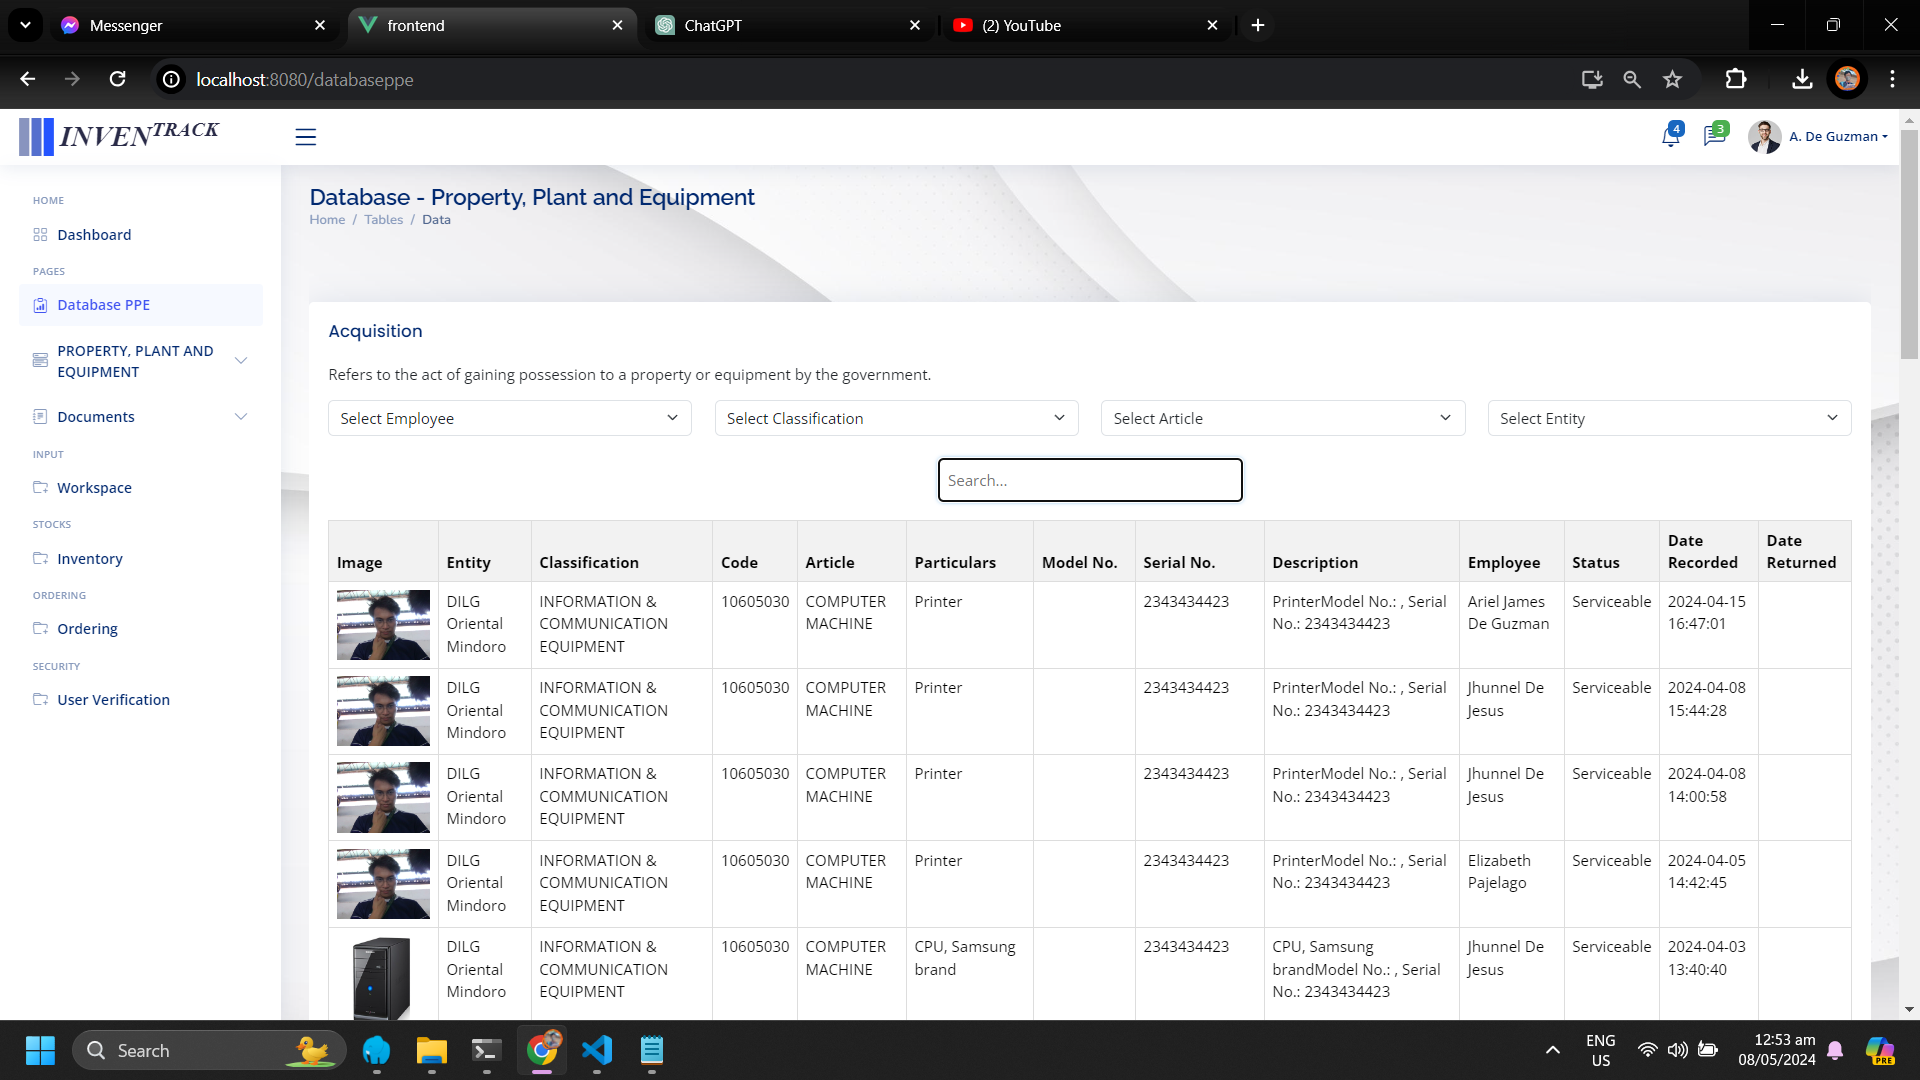 Messenger
frontend
ChatGPT
(2) YouTube
localhost:8080/databaseppe
INVENTRACK
4
3
A. De Guzman
HOME
Dashboard
PAGES
Database PPE
PROPERTY, PLANT AND
EQUIPMENT
Documents
INPUT
Workspace
STOCKS
Inventory
ORDERING
Ordering
SECURITY
User Verification
Database - Property, Plant and Equipment
Home / Tables / Data
Acquisition
Refers to the act of gaining possession to a property or equipment by the government.
Select Employee
Select Classification
Select Article
Select Entity
Search...
Image Entity Classification Code Article Particulars Model No. Serial No. Description Employee Status Date Recorded Date Returned
DILG Oriental Mindoro INFORMATION & COMMUNICATION EQUIPMENT 10605030 COMPUTER MACHINE Printer 2343434423 PrinterModel No.: , Serial No.: 2343434423 Ariel James De Guzman Serviceable 2024-04-15 16:47:01
DILG Oriental Mindoro INFORMATION & COMMUNICATION EQUIPMENT 10605030 COMPUTER MACHINE Printer 2343434423 PrinterModel No.: , Serial No.: 2343434423 Jhunnel De Jesus Serviceable 2024-04-08 15:44:28
DILG Oriental Mindoro INFORMATION & COMMUNICATION EQUIPMENT 10605030 COMPUTER MACHINE Printer 2343434423 PrinterModel No.: , Serial No.: 2343434423 Jhunnel De Jesus Serviceable 2024-04-08 14:00:58
DILG Oriental Mindoro INFORMATION & COMMUNICATION EQUIPMENT 10605030 COMPUTER MACHINE Printer 2343434423 PrinterModel No.: , Serial No.: 2343434423 Elizabeth Pajelago Serviceable 2024-04-05 14:42:45
DILG Oriental Mindoro INFORMATION & COMMUNICATION EQUIPMENT 10605030 COMPUTER MACHINE CPU, Samsung brand 2343434423 CPU, Samsung brandModel No.: , Serial No.: 2343434423 Jhunnel De Jesus Serviceable 2024-04-03 13:40:40
Search
ENG
US
12:53 am
08/05/2024
PRE